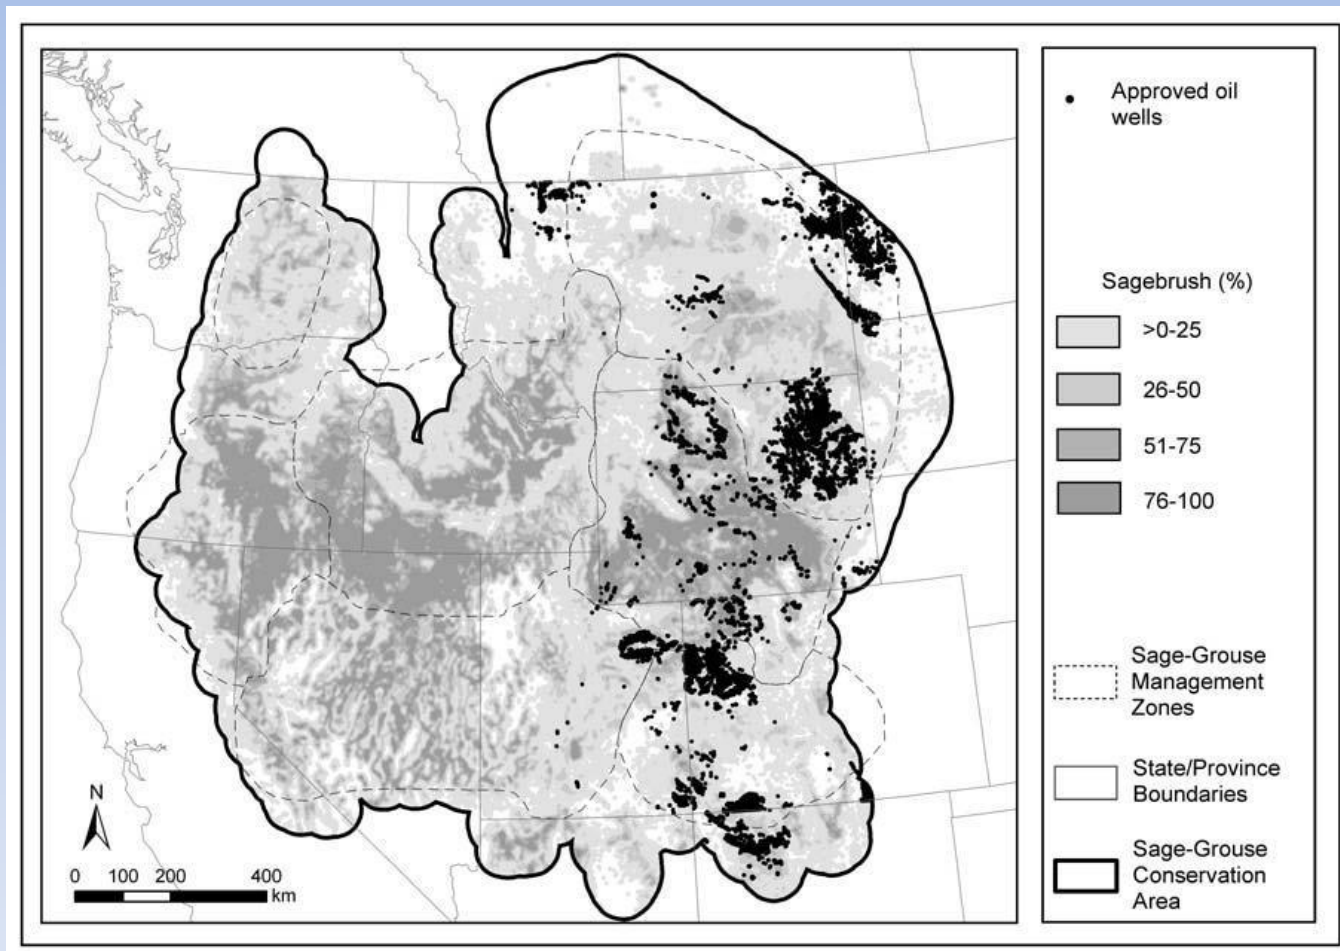 Approved oil
wells
Sagebrush (%)
>0-25
26-50
51-75
76-100
Sage-Grouse
Management
Zones
State/Province
Boundaries
Sage-Grouse
Conservation
Area
N
0 100 200 400
km